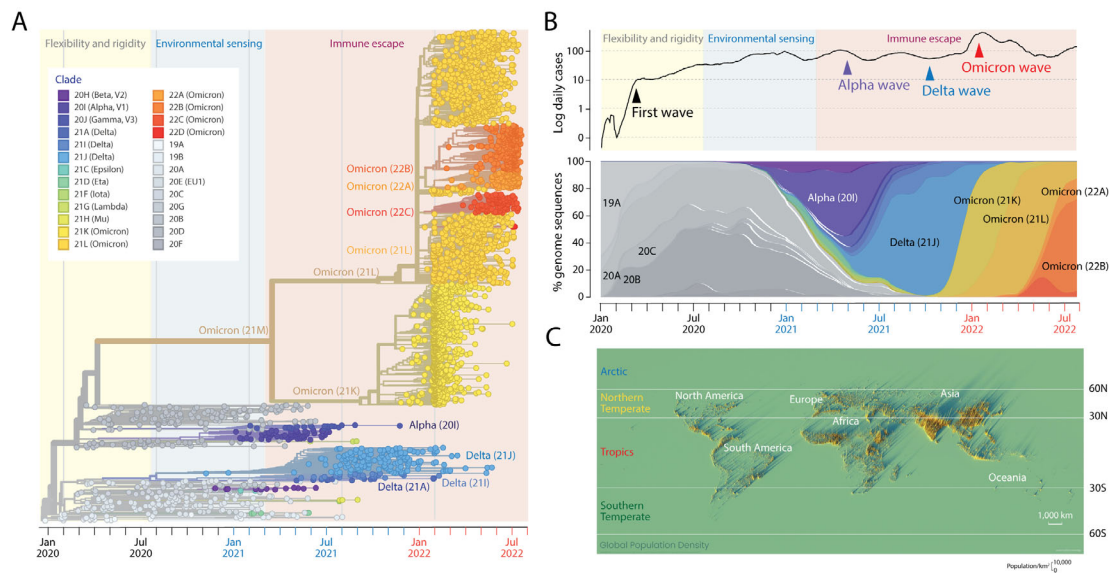 A
Flexibility and rigidity
Environmental sensing
Immune escape
Clade
20H (Beta, V2)
20I (Alpha, V1)
20J (Gamma, V3)
21A (Delta)
21I (Delta)
21J (Delta)
21C (Epsilon)
21D (Eta)
21F (Iota)
21G (Lambda)
21H (Mu)
21K (Omicron)
21L (Omicron)
22A (Omicron)
22B (Omicron)
22C (Omicron)
22D (Omicron)
19A
19B
20A
20E (EU1)
20C
20G
20B
20D
20F
Omicron (22B)
Omicron (22A)
Omicron (22C)
Omicron (21L)
Omicron (21L)
Omicron (21M)
Omicron (21K)
Alpha (20I)
Delta (21J)
Delta (21I)
Delta (21A)
Jan 2020
Jul 2020
Jan 2021
Jul 2021
Jan 2022
Jul 2022
B
Flexibility and rigidity
Environmental sensing
Immune escape
Log daily cases
100
10
1
0
First wave
Alpha wave
Delta wave
Omicron wave
% genome sequences
100
80
60
40
20
0
19A
20A
20B
20C
Alpha (20I)
Delta (21J)
Omicron (21K)
Omicron (21L)
Omicron (22A)
Omicron (22B)
Jan 2020
Jul 2020
Jan 2021
Jul 2021
Jan 2022
Jul 2022
C
Arctic
Northern Temperate
Tropics
Southern Temperate
North America
Europe
Asia
Africa
South America
Oceania
60N
30N
30S
60S
1,000 km
Global Population Density
Population/km²
10,000
0